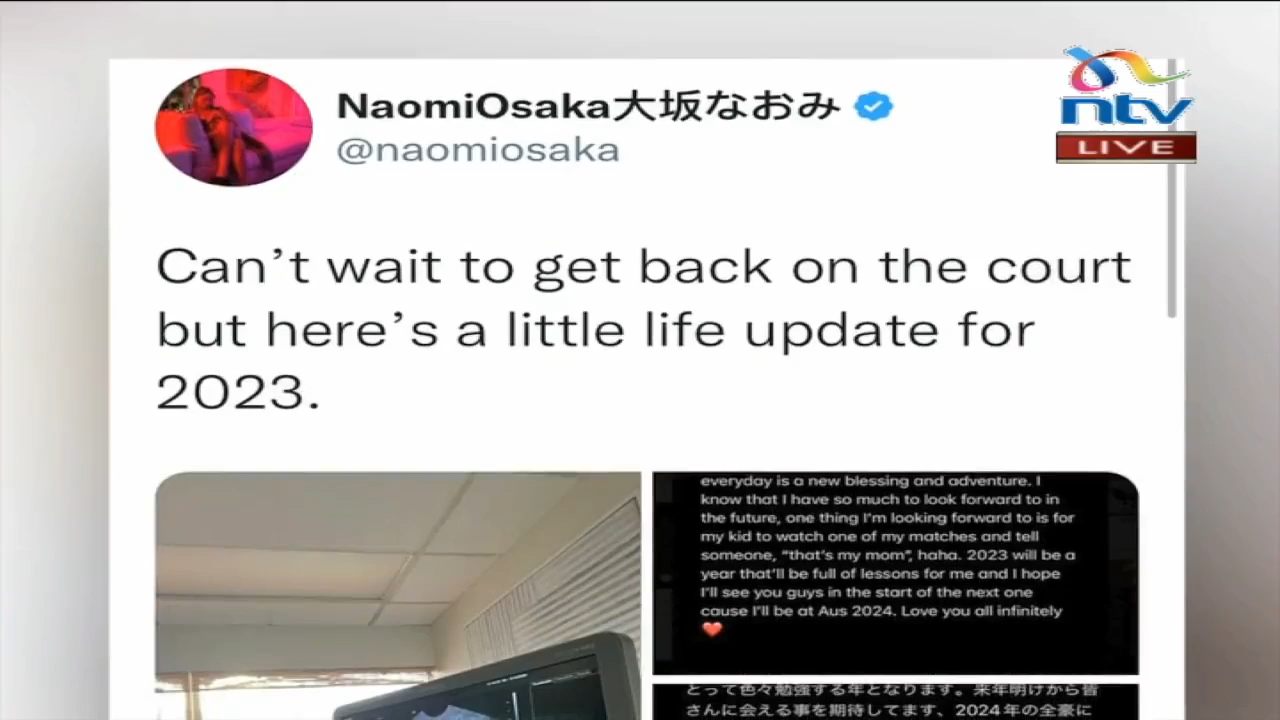 NaomiOsaka大坂なおみ
@naomiosaka
ntv
LIVE
Can't wait to get back on the court
but here's a little life update for
2023.
everyday is a new blessing and adventure. I
know that I have so much to look forward to in
the future, one thing I'm looking forward to is for
my kid to watch one of my matches and tell
someone, "that's my mom", haha. 2023 will be a
year that'll be full of lessons for me and I hope
I'll see you guys in the start of the next one
cause I'll be at Aus 2024. Love you all infinitely
❤️
とって色々勉強する年となります。来年明けから皆
さんに会える事を期待してます、2024年の全豪に